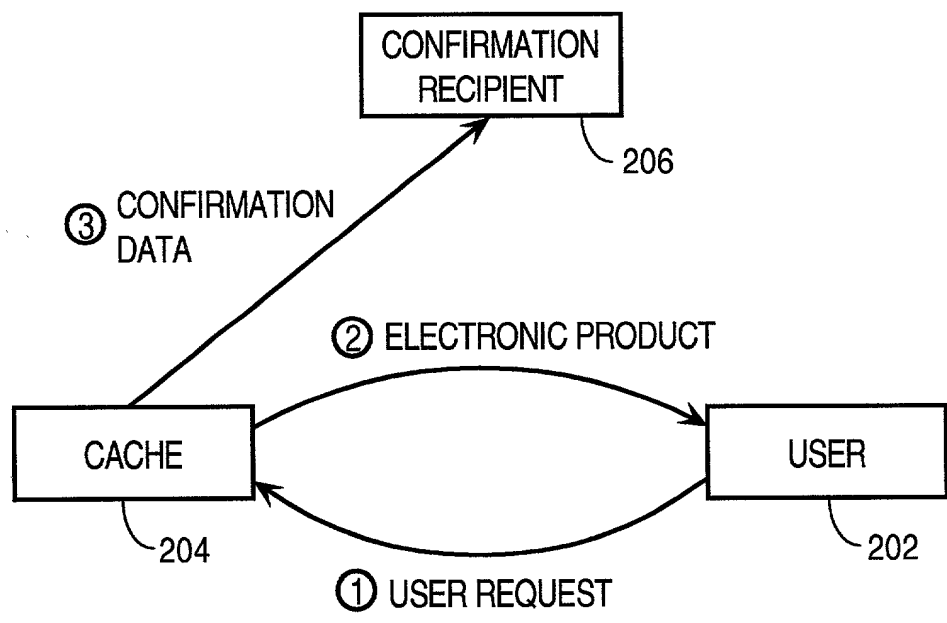 CONFIRMATION
RECIPIENT
206
③ CONFIRMATION
DATA
② ELECTRONIC PRODUCT
CACHE
USER
204
202
① USER REQUEST